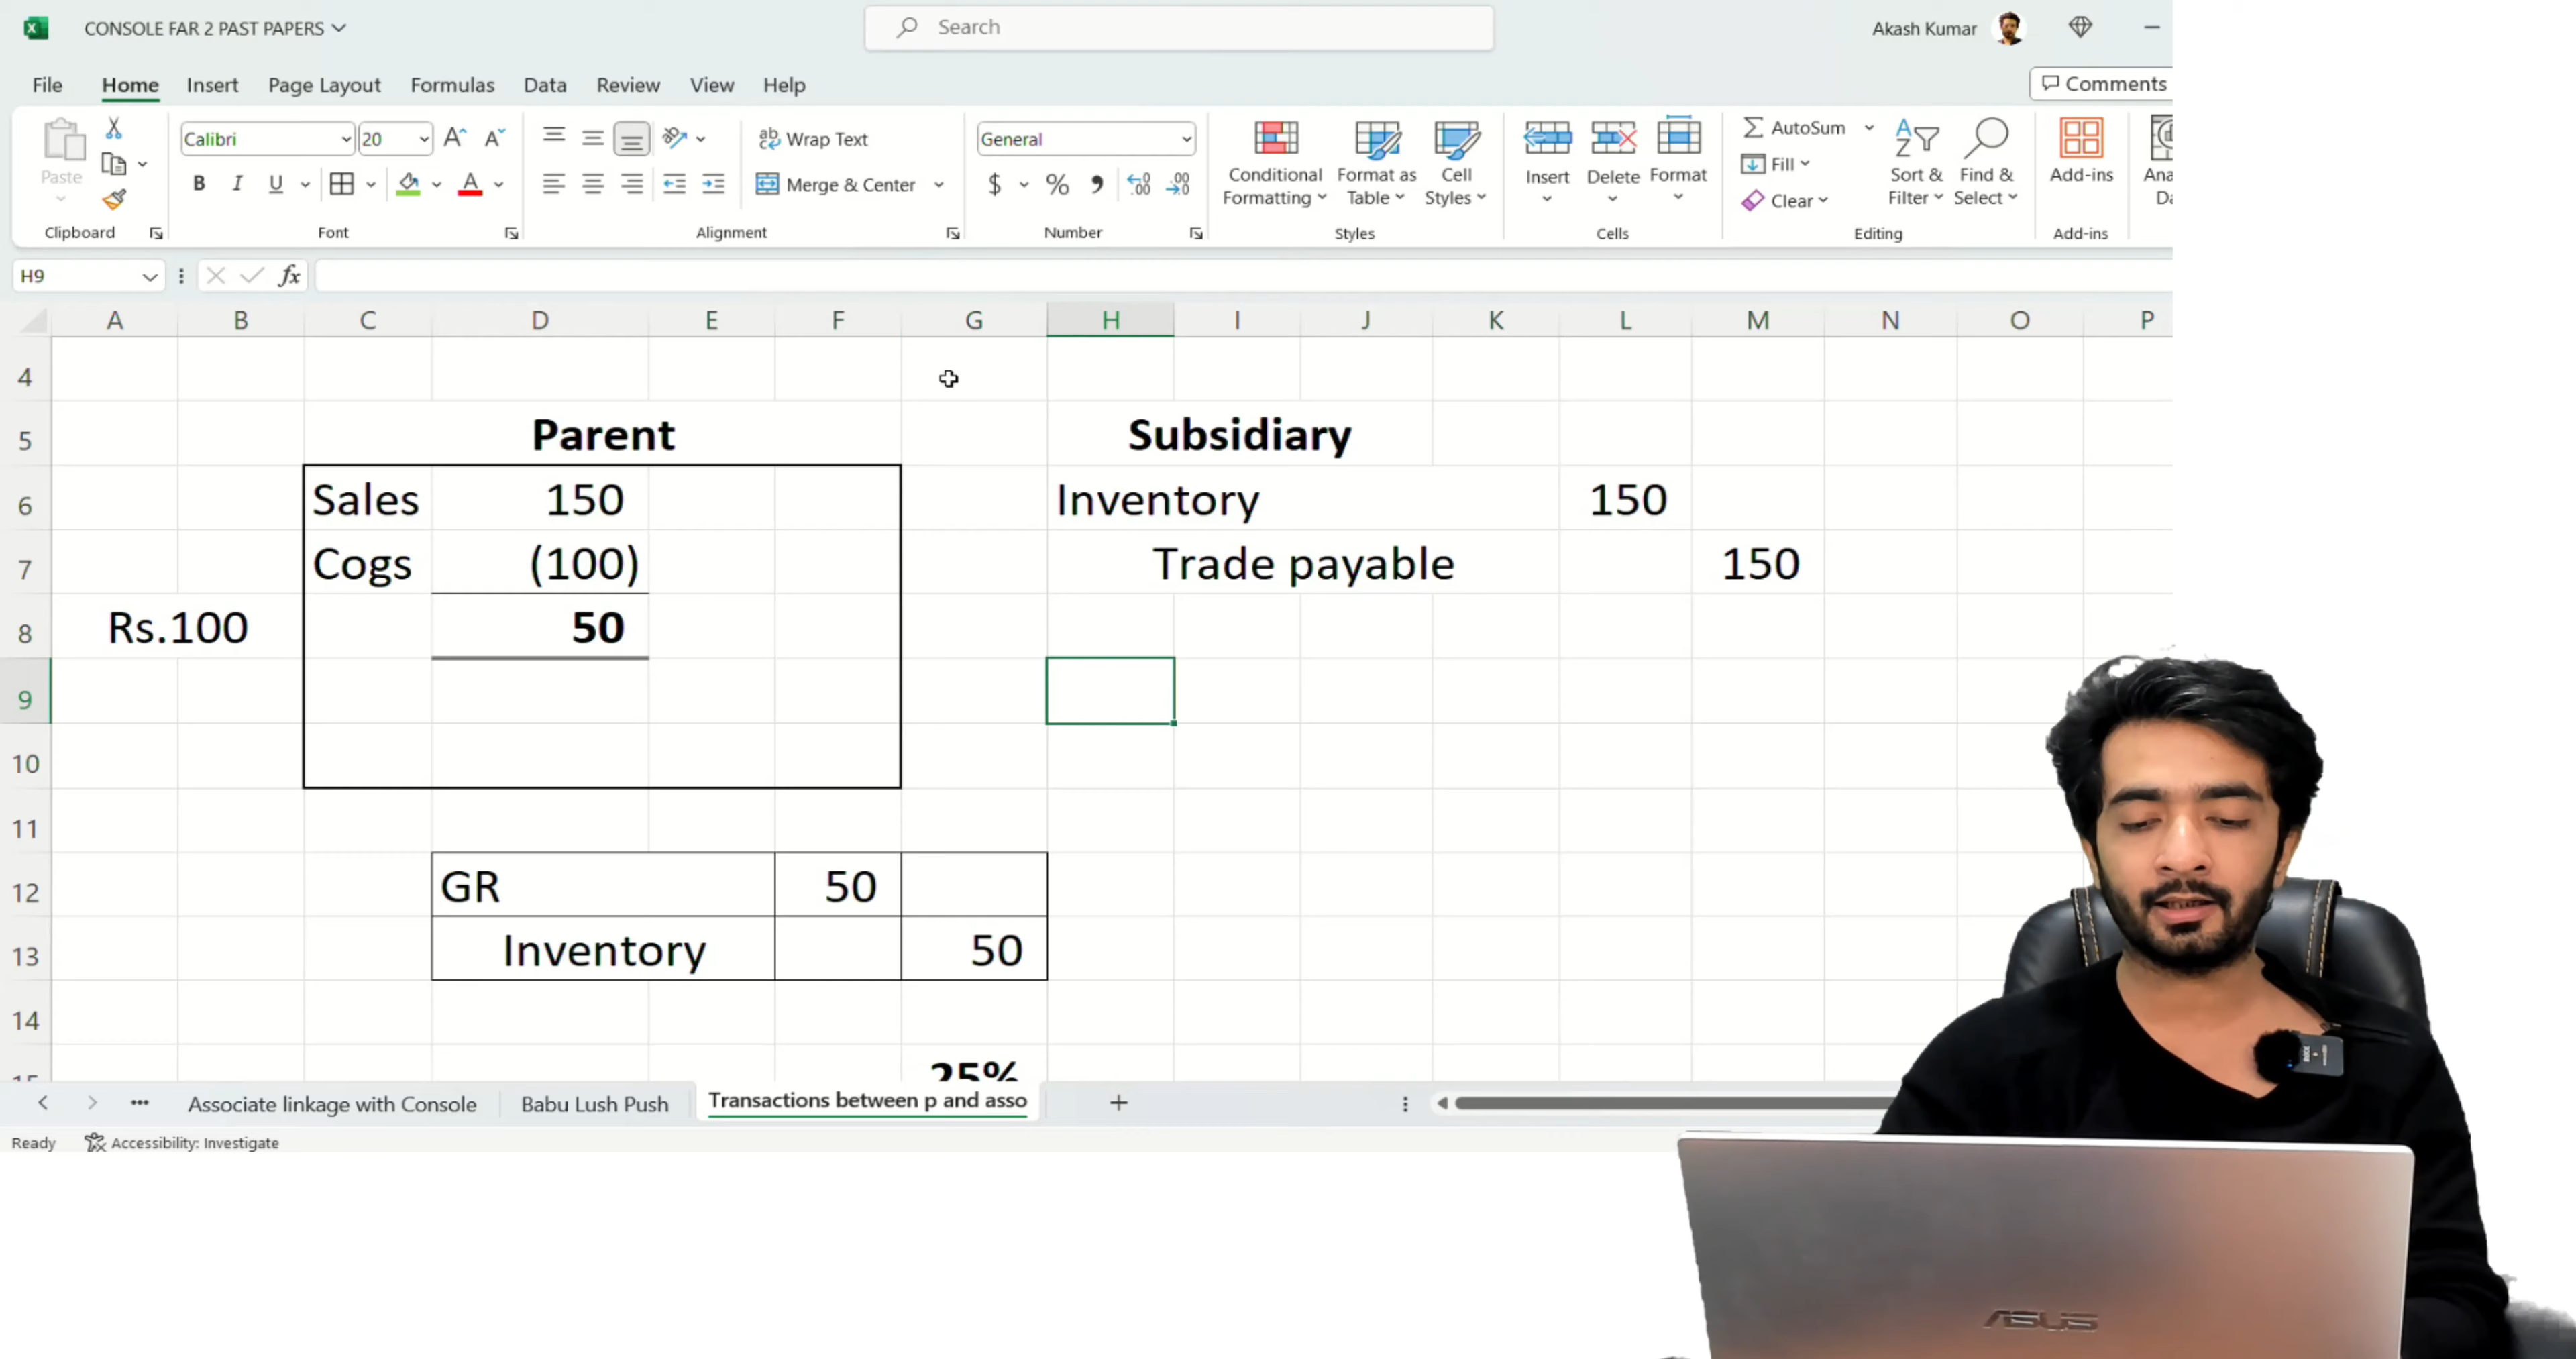 CONSOLE FAR 2 PAST PAPERS
Search
Akash Kumar
File Home Insert Page Layout Formulas Data Review View Help
Comments
Paste
Calibri 20
Wrap Text
Merge & Center
General
Conditional Formatting
Format as Table
Cell Styles
Insert
Delete
Format
AutoSum
Fill
Clear
Sort & Filter
Find & Select
Add-ins
Clipboard Font Alignment Number Styles Cells Editing Add-ins
H9
fx
A B C D E F G H I J K L M N O P
4
5 Parent Subsidiary
6 Sales 150 Inventory 150
7 Cogs (100) Trade payable 150
8 Rs.100 50
9
10
11
12 GR 50
13 Inventory 50
14
25%
Associate linkage with Console Babu Lush Push Transactions between p and asso
Ready Accessibility: Investigate
ASUS